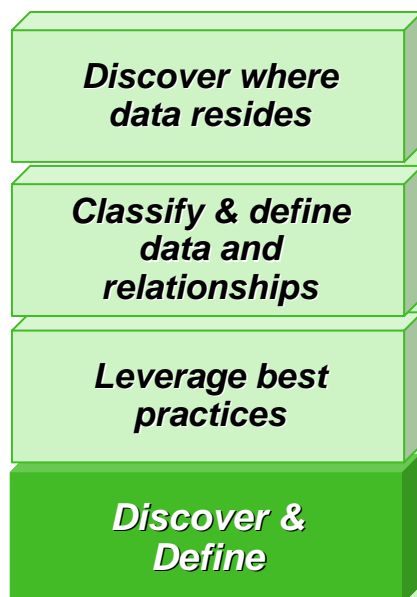 Discover where
data resides
Classify & define
data and
relationships
Leverage best
practices
Discover &
Define